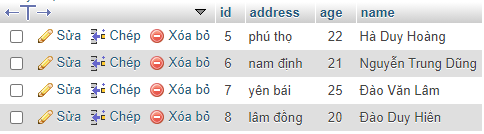 id address age name
Sửa Chép Xóa bỏ 5 phú thọ 22 Hà Duy Hoàng
Sửa Chép Xóa bỏ 6 nam định 21 Nguyễn Trung Dũng
Sửa Chép Xóa bỏ 7 yên bái 25 Đào Văn Lâm
Sửa Chép Xóa bỏ 8 lâm đông 20 Đào Duy Hiên